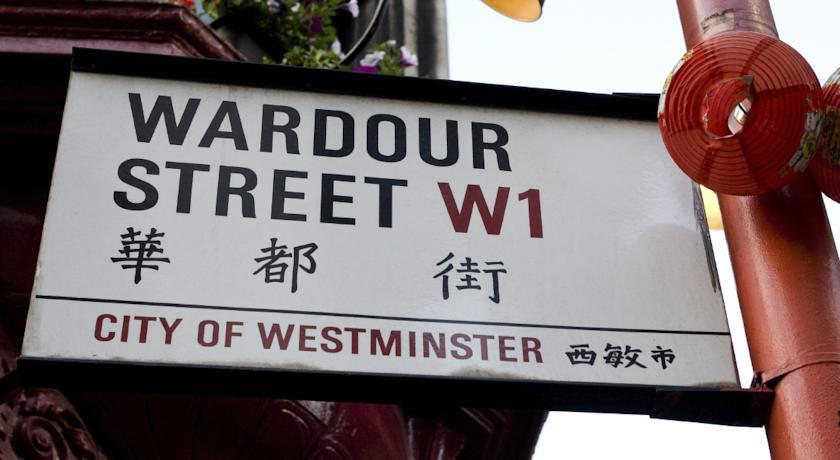 WARDOUR
STREET W1
華都街
CITY OF WESTMINSTER 西敏市